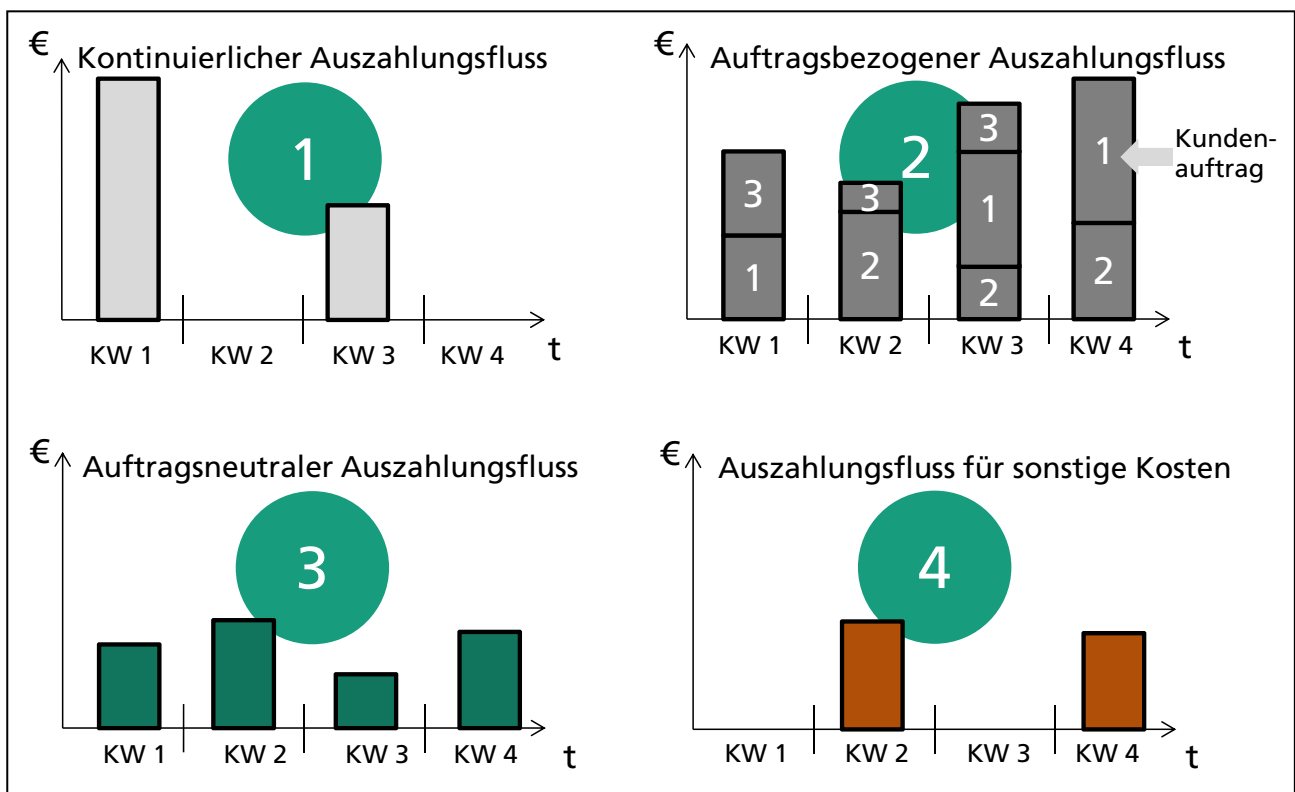 € Kontinuierlicher Auszahlungsfluss
1
KW 1 KW 2 KW 3 KW 4 t
€ Auftragsbezogener Auszahlungsfluss
2
3
1
3
2
3
1
2
1
2
Kunden-
auftrag
KW 1 KW 2 KW 3 KW 4 t
€ Auftragsneutraler Auszahlungsfluss
3
KW 1 KW 2 KW 3 KW 4 t
€ Auszahlungsfluss für sonstige Kosten
4
KW 1 KW 2 KW 3 KW 4 t